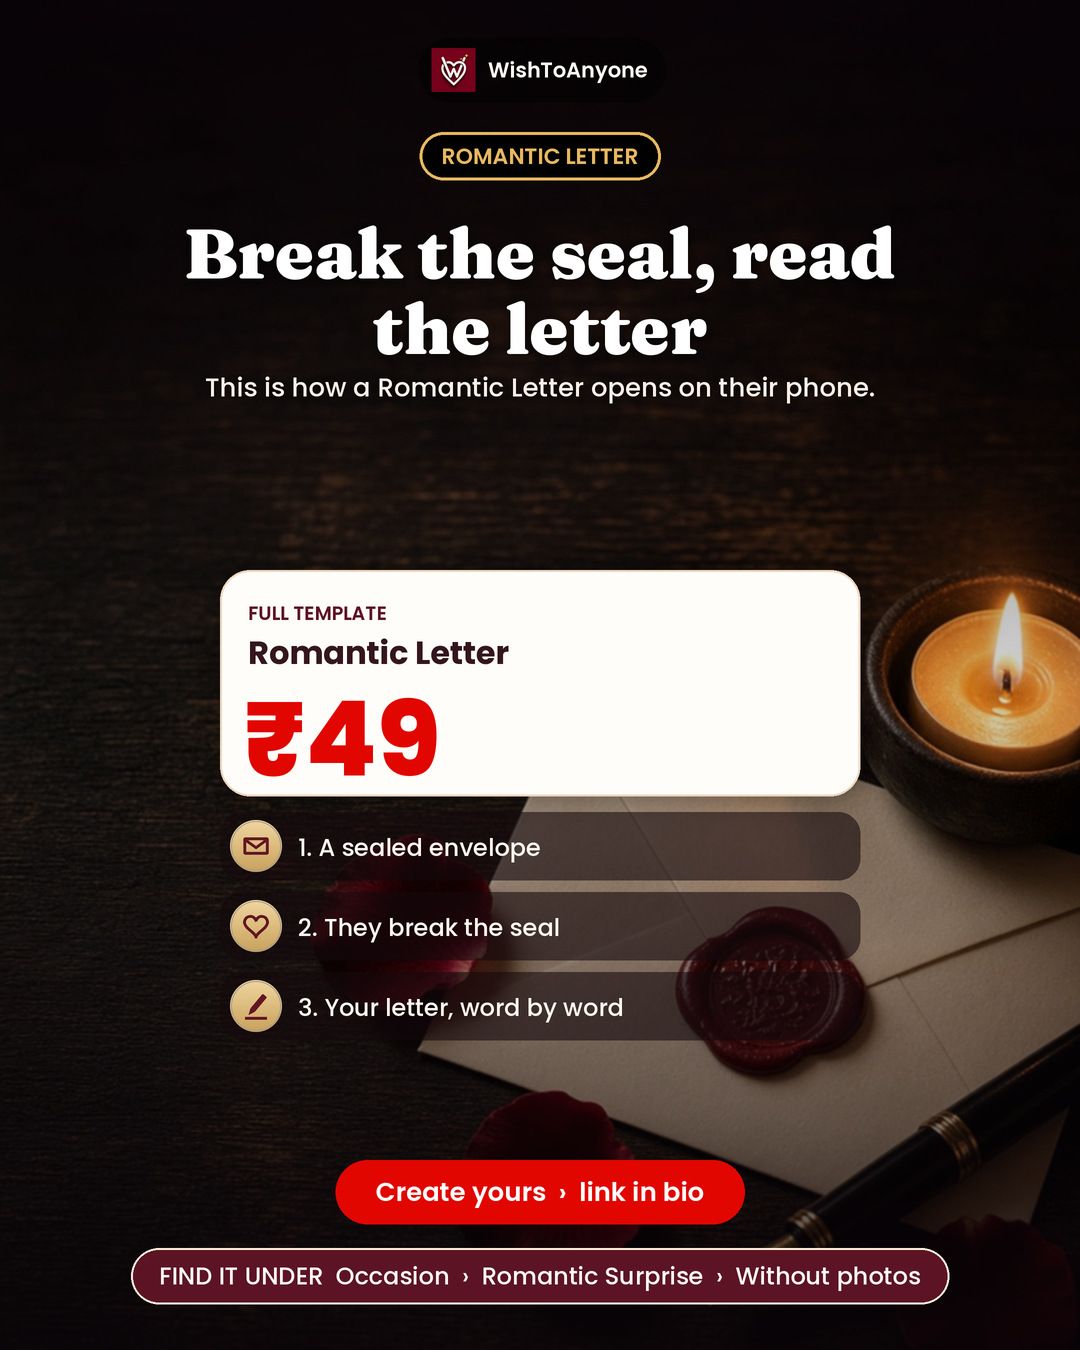 WishToAnyone
ROMANTIC LETTER
Break the seal, read
the letter
This is how a Romantic Letter opens on their phone.
FULL TEMPLATE
Romantic Letter
₹49
1. A sealed envelope
2. They break the seal
3. Your letter, word by word
Create yours › link in bio
FIND IT UNDER Occasion › Romantic Surprise › Without photos